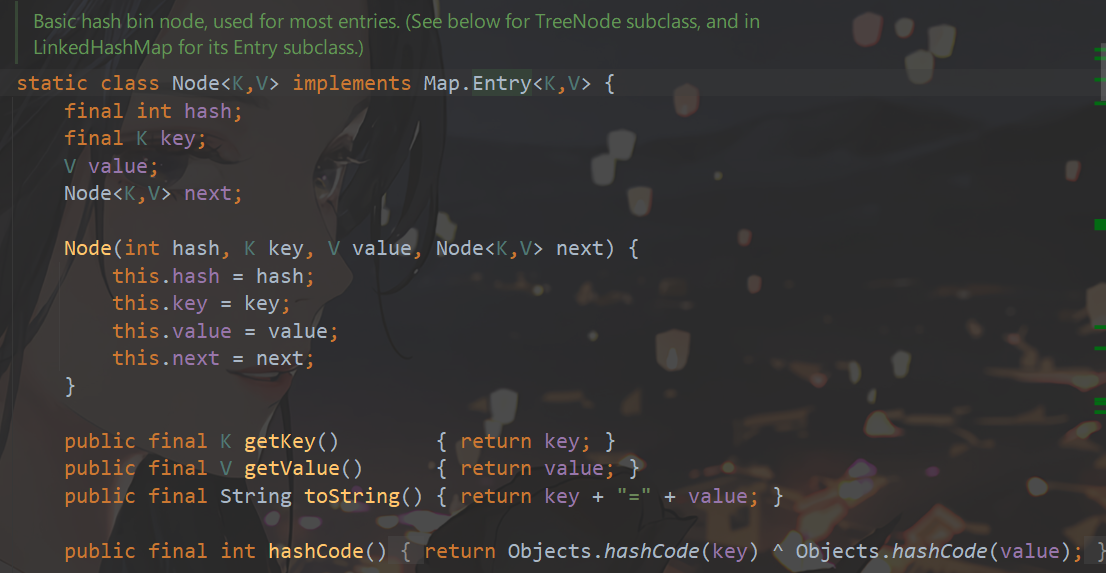 Basic hash bin node, used for most entries. (See below for TreeNode subclass, and in
LinkedHashMap for its Entry subclass.)
static class Node<K,V> implements Map.Entry<K,V> {
    final int hash;
    final K key;
    V value;
    Node<K,V> next;
    Node(int hash, K key, V value, Node<K,V> next) {
        this.hash = hash;
        this.key = key;
        this.value = value;
        this.next = next;
    }
    public final K getKey()        { return key; }
    public final V getValue()      { return value; }
    public final String toString() { return key + "=" + value; }
    public final int hashCode() { return Objects.hashCode(key) ^ Objects.hashCode(value); }